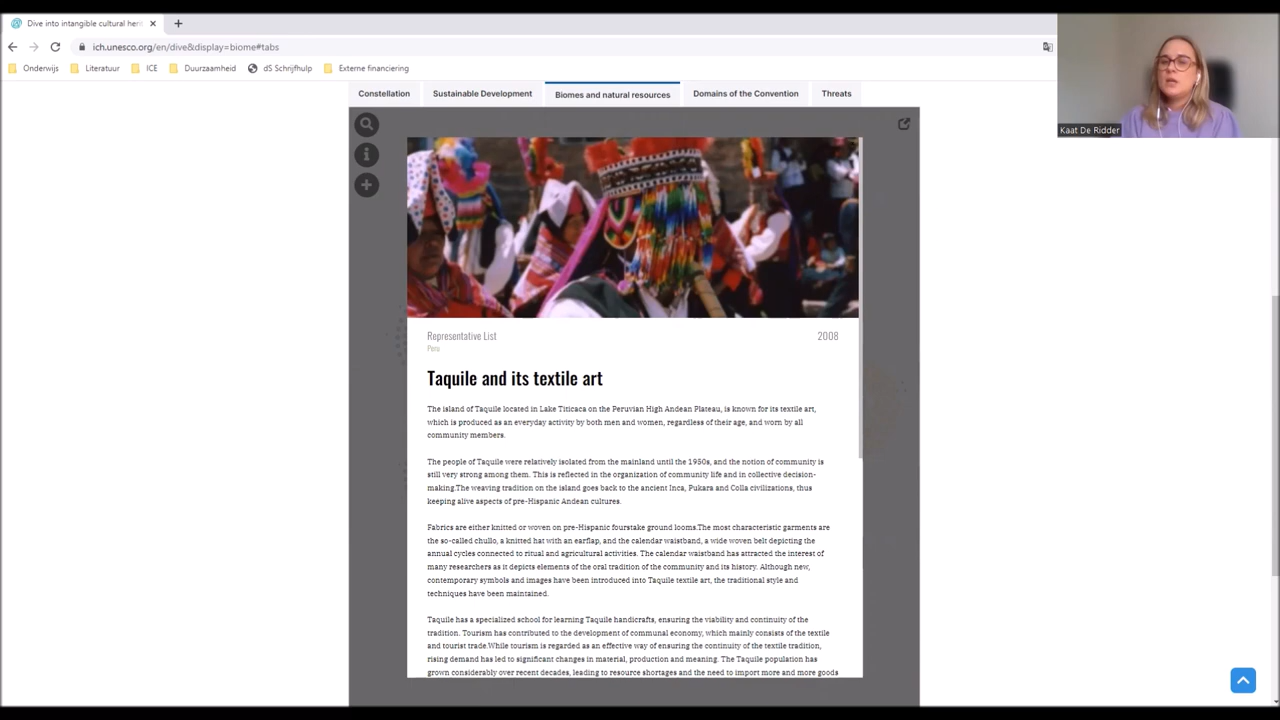 Dive into intangible cultural her
ich.unesco.org/en/dive&display=biome#tabs
Onderwijs
Literatuur
ICE
Duurzaamheid
dS Schrijfhulp
Externe financiering
Kaat De Ridder
Constellation
Sustainable Development
Biomes and natural resources
Domains of the Convention
Threats
Representative List
2008
Peru
Taquile and its textile art
The island of Taquile located in Lake Titicaca on the Peruvian High Andean Plateau, is known for its textile art,
which is produced as an everyday activity by both men and women, regardless of their age, and worn by all
community members.
The people of Taquile were relatively isolated from the mainland until the 1950s, and the notion of community is
still very strong among them. This is reflected in the organization of community life and in collective decision-
making.The weaving tradition on the island goes back to the ancient Inca, Pukara and Colla civilizations, thus
keeping alive aspects of pre-Hispanic Andean cultures.
Fabrics are either knitted or woven on pre-Hispanic fourstake ground looms.The most characteristic garments are
the so-called chullo, a knitted hat with an earflap, and the calendar waistband, a wide woven belt depicting the
annual cycles connected to ritual and agricultural activities. The calendar waistband has attracted the interest of
many researchers as it depicts elements of the oral tradition of the community and its history. Although new,
contemporary symbols and images have been introduced into Taquile textile art, the traditional style and
techniques have been maintained.
Taquile has a specialized school for learning Taquile handicrafts, ensuring the viability and continuity of the
tradition. Tourism has contributed to the development of communal economy, which mainly consists of the textile
and tourist trade.While tourism is regarded as an effective way of ensuring the continuity of the textile tradition,
rising demand has led to significant changes in material, production and meaning. The Taquile population has
grown considerably over recent decades, leading to resource shortages and the need to import more and more goods